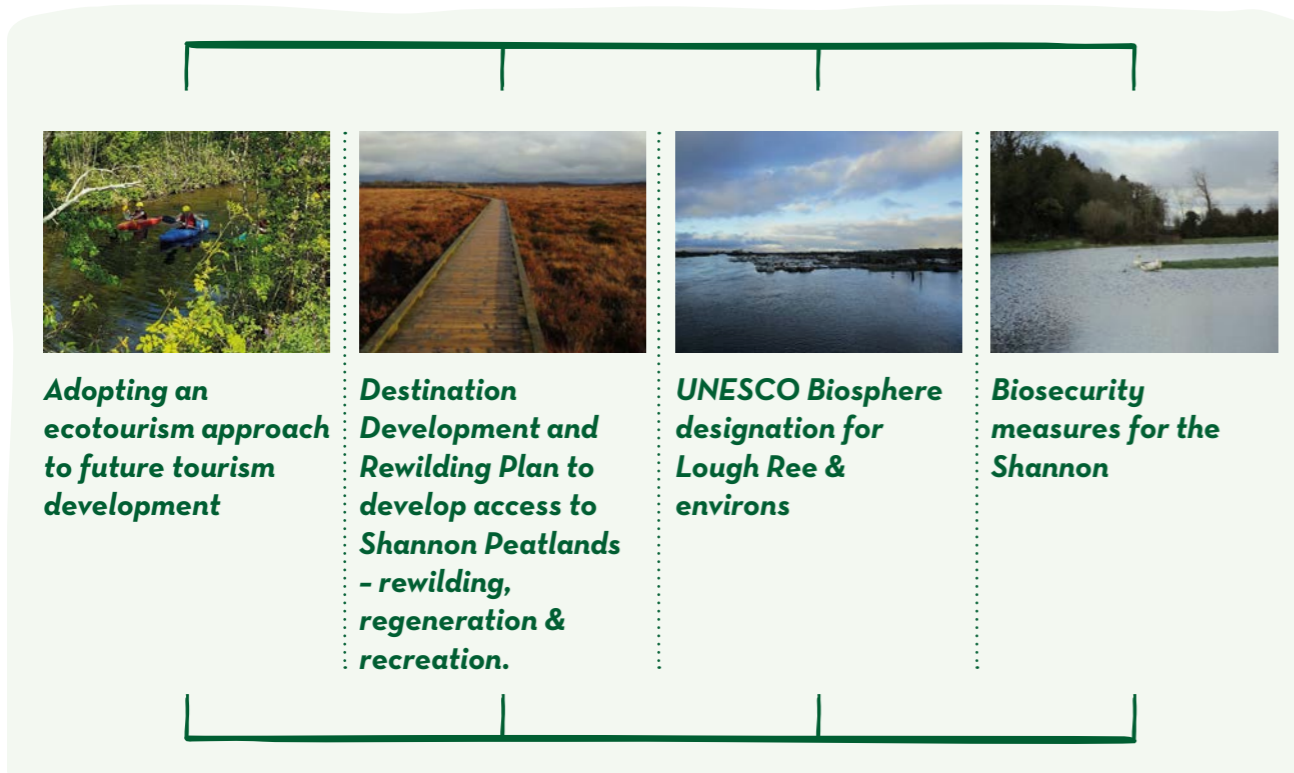 Adopting an
ecotourism approach
to future tourism
development
Destination
Development and
Rewilding Plan to
develop access to
Shannon Peatlands
– rewilding,
regeneration &
recreation.
UNESCO Biosphere
designation for
Lough Ree &
environs
Biosecurity
measures for the
Shannon